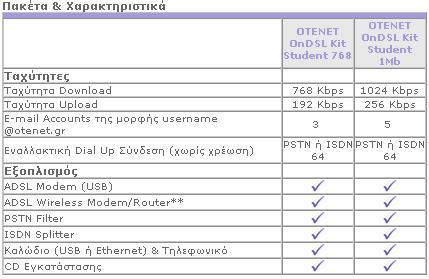 Πακέτα & Χαρακτηριστικά
OTENET OTENET
OnDSL Kit OnDSL Kit
Student 768 Student
1Mb
Ταχύτητες
Ταχύτητα Download 768 Kbps 1024 Kbps
Ταχύτητα Upload 192 Kbps 256 Kbps
E-mail Accounts της μορφής username
@otenet.gr 3 5
Εναλλακτική Dial Up Σύνδεση (χωρίς χρέωση) PSTN ή ISDN 64 PSTN ή ISDN 64
Εξοπλισμός
ADSL Modem (USB)
ADSL Wireless Modem/Router**
PSTN Filter
ISDN Splitter
Καλώδιο (USB ή Ethernet) & Τηλεφωνικό
CD Εγκατάστασης